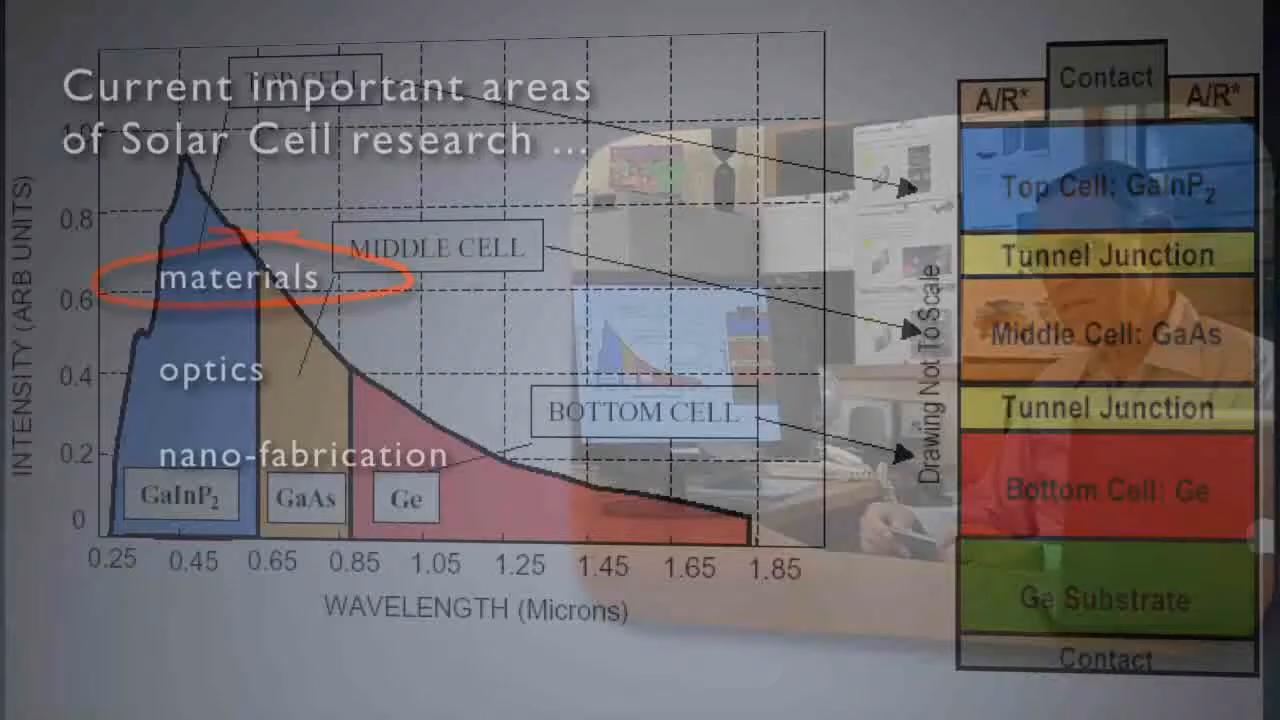 Current important areas
of Solar Cell research ...
materials
optics
nano-fabrication
TOP CELL
MIDDLE CELL
BOTTOM CELL
INTENSITY (ARB UNITS)
0.8
0.6
0.4
0.2
0
GaInP2
GaAs
Ge
0.25 0.45 0.65 0.85 1.05 1.25 1.45 1.65 1.85
WAVELENGTH (Microns)
Drawing Not To Scale
Contact
A/R* A/R*
Top Cell: GaInP2
Tunnel Junction
Middle Cell: GaAs
Tunnel Junction
Bottom Cell: Ge
Ge Substrate
Contact